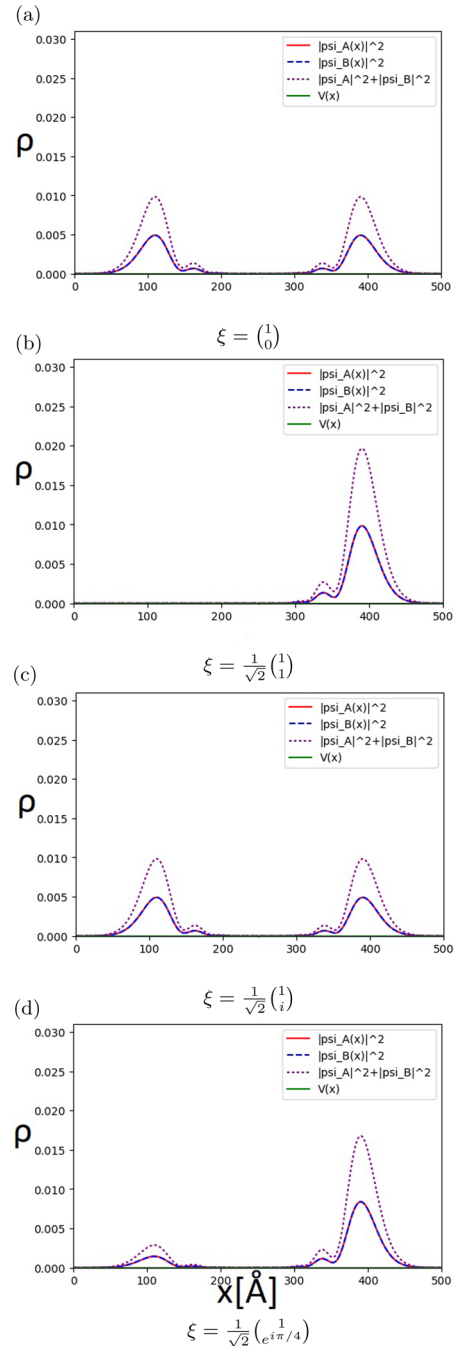 (a)
0.030
|psi_A(x)|^2
|psi_B(x)|^2
0.025
|psi_A|^2+|psi_B|^2
V(x)
0.020
ρ
0.015
0.010
0.005
0.000
0 100 200 300 400 500
ξ = (1 0)
(b)
0.030
|psi_A(x)|^2
|psi_B(x)|^2
0.025
|psi_A|^2+|psi_B|^2
V(x)
0.020
ρ
0.015
0.010
0.005
0.000
0 100 200 300 400 500
ξ = 1/√2 (1 1)
(c)
0.030
|psi_A(x)|^2
|psi_B(x)|^2
0.025
|psi_A|^2+|psi_B|^2
V(x)
0.020
ρ
0.015
0.010
0.005
0.000
0 100 200 300 400 500
ξ = 1/√2 (1 i)
(d)
0.030
|psi_A(x)|^2
|psi_B(x)|^2
0.025
|psi_A|^2+|psi_B|^2
V(x)
0.020
ρ
0.015
0.010
0.005
0.000
0 100 200 300 400 500
x[Å]
ξ = 1/√2 (1 e^{iπ/4})